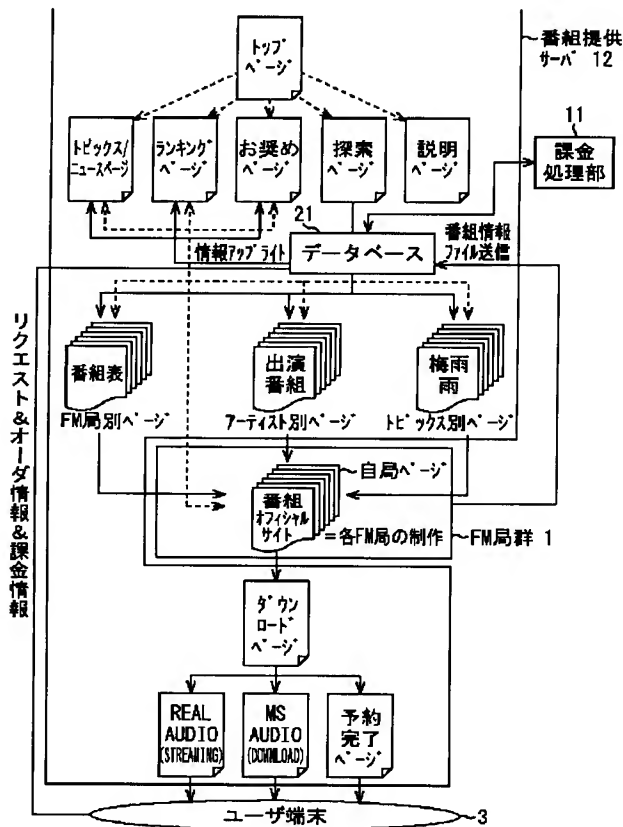 トップ
ページ
番組提供
サーバ 12
トピックス/
ニュースページ
ランキング
ページ
お奨め
ページ
探索
ページ
説明
ページ
11
課金
処理部
21
情報アップライト
データベース
番組情報
ファイル送信
番組表
FM局別ページ
出演
番組
アーティスト別ページ
梅雨
雨
トピックス別ページ
リクエスト&オーダ情報&課金情報
自局ページ
番組
オフィシャル
サイト
=各FM局の制作
FM局群 1
ダウン
ロード
ページ
REAL
AUDIO
(STREAMING)
MS
AUDIO
(DOWNLOAD)
予約
完了
ページ
ユーザ端末
3